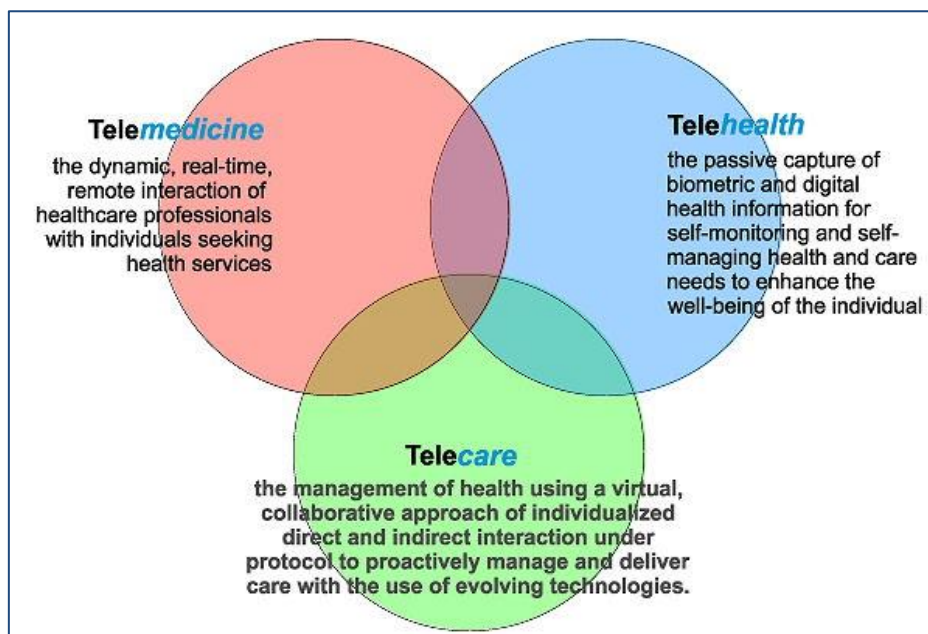 Telemedicine
the dynamic, real-time,
remote interaction of
healthcare professionals
with individuals seeking
health services
Telehealth
the passive capture of
biometric and digital
health information for
self-monitoring and self-
managing health and care
needs to enhance the
well-being of the individual
Telecare
the management of health using a virtual,
collaborative approach of individualized
direct and indirect interaction under
protocol to proactively manage and deliver
care with the use of evolving technologies.